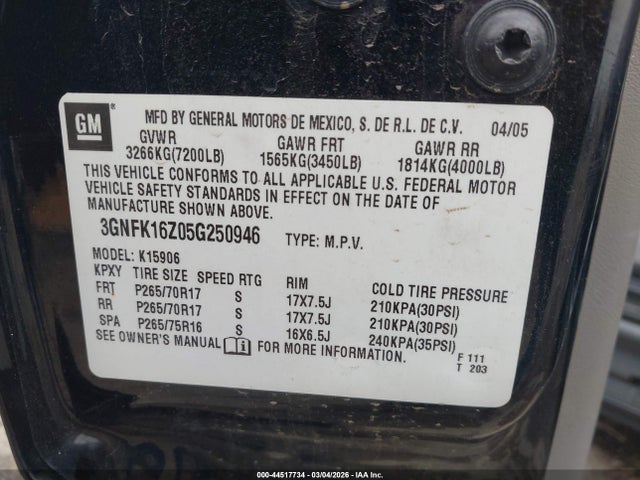 GM
MFD BY GENERAL MOTORS DE MEXICO, S. DE R.L. DE C.V. 04/05
GVWR GAWR FRT GAWR RR
3266KG(7200LB) 1565KG(3450LB) 1814KG(4000LB)
THIS VEHICLE CONFORMS TO ALL APPLICABLE U.S. FEDERAL MOTOR
VEHICLE SAFETY STANDARDS IN EFFECT ON THE DATE OF
MANUFACTURE SHOWN ABOVE.
3GNFK16Z05G250946 TYPE: M.P.V.
MODEL: K15906
KPXY TIRE SIZE SPEED RTG RIM COLD TIRE PRESSURE
FRT P265/70R17 S 17X7.5J 210KPA(30PSI)
RR P265/70R17 S 17X7.5J 210KPA(30PSI)
SPA P265/75R16 S 16X6.5J 240KPA(35PSI)
SEE OWNER'S MANUAL FOR MORE INFORMATION.
F 111
T 203
000-44517734 - 03/04/2026 - IAA Inc.